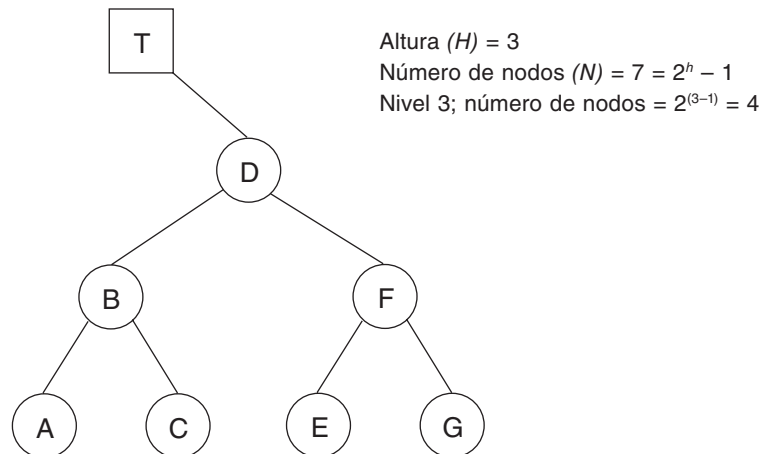 T
Altura (H) = 3
Número de nodos (N) = 7 = 2^h – 1
Nivel 3; número de nodos = 2^(3–1) = 4
D
B
F
A
C
E
G